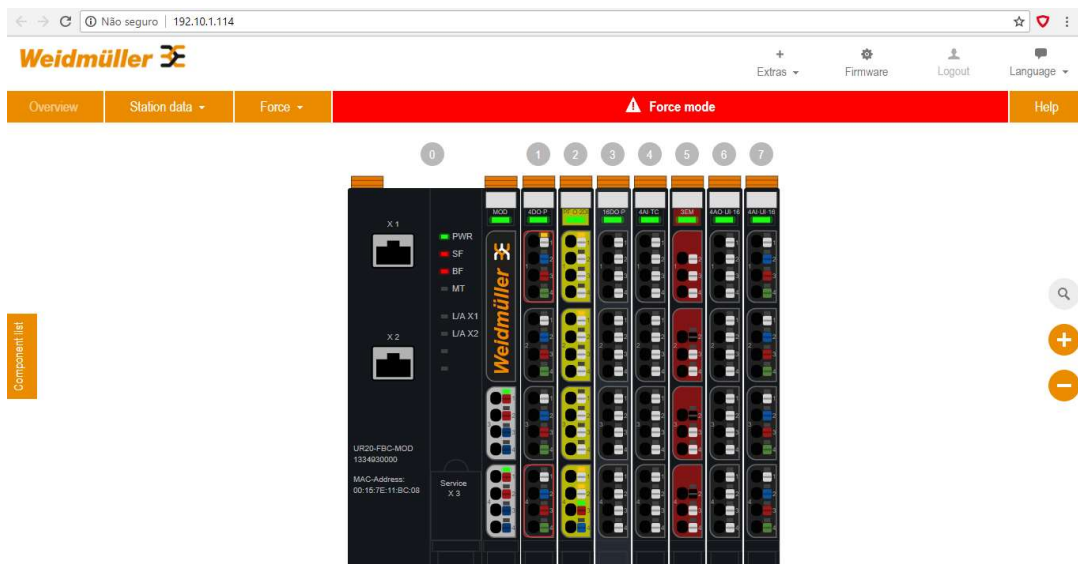 Não seguro | 192.10.1.114
Weidmüller
Extras
Firmware
Logout
Language
Overview
Station data
Force
Force mode
Help
0
1
2
3
4
5
6
7
X 1
PWR
SF
BF
MT
L/A X1
L/A X2
X 2
Weidmüller
MOD
4DO-P
16DO-P
4AI-TC
3EM
4AO-UI-16
4AI-UI-16
Component list
UR20-FBC-MOD
1334930000
MAC-Address:
00:15:7E:11:BC:08
Service
X 3